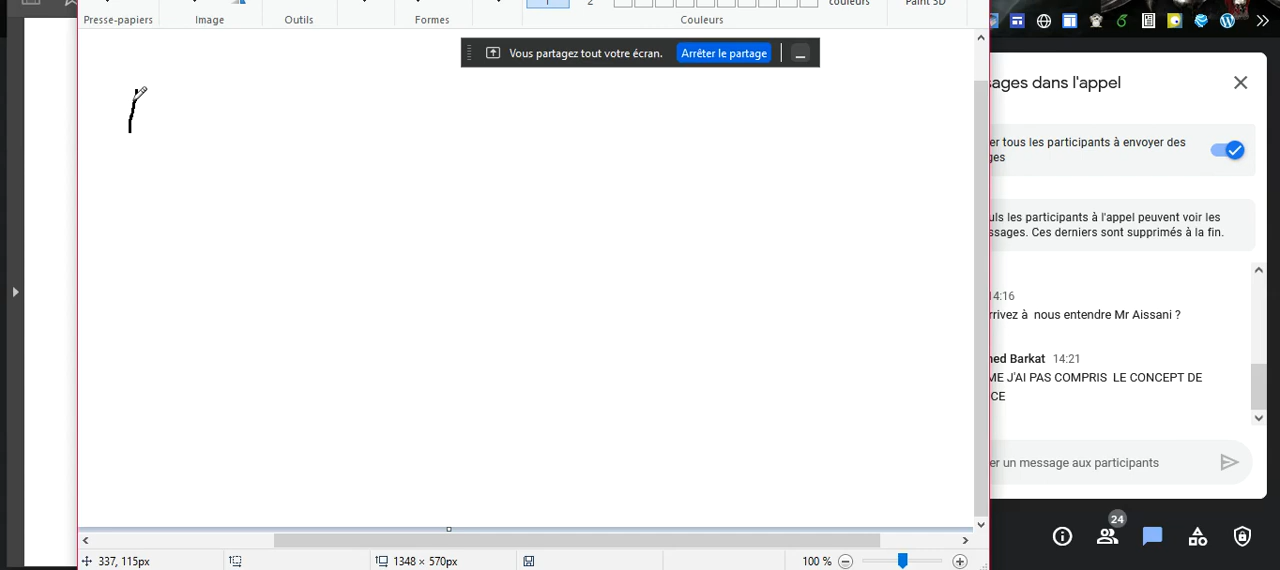 Presse-papiers
Image
Outils
Formes
1
2
Couleurs
couleurs
Paint 3D
Vous partagez tout votre écran.
Arrêter le partage
sages dans l'appel
er tous les participants à envoyer des
ges
uls les participants à l'appel peuvent voir les
ssages. Ces derniers sont supprimés à la fin.
14:16
rrivez à nous entendre Mr Aissani ?
ned Barkat 14:21
ME J'AI PAS COMPRIS LE CONCEPT DE
CE
er un message aux participants
24
337, 115px
1348 × 570px
100 %